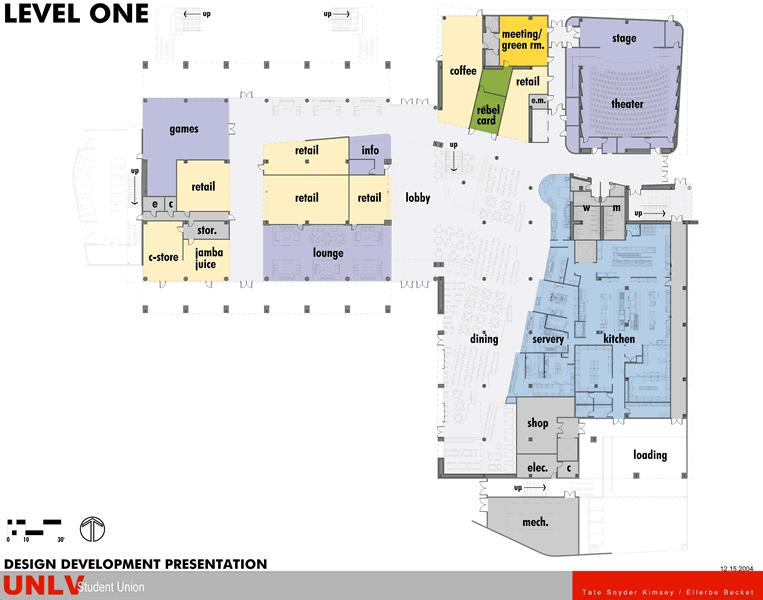 LEVEL ONE
up
up
meeting/
green rm.
stage
coffee
retail
rebel
card
e.m.
theater
games
retail
info
up
up
retail
retail
retail
lobby
e
c
w
m
up
stor.
c-store
jamba
juice
lounge
dining
servery
kitchen
shop
loading
elec.
c
up
mech.
0 10 30'
DESIGN DEVELOPMENT PRESENTATION
12.15.2004
UNLV Student Union
Tate Snyder Kimsey / Ellerbe Becket